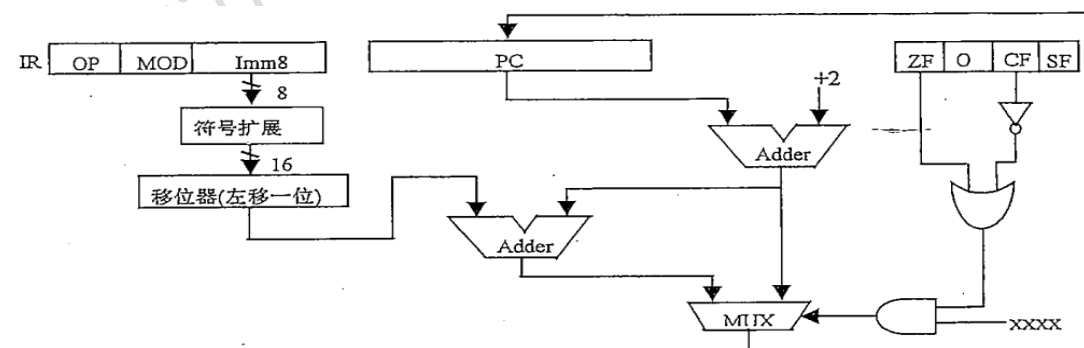 IR OP MOD Imm8
PC
ZF O CF SF
8
+2
符号扩展
Adder
16
移位器(左移一位)
Adder
MUX
XXXX